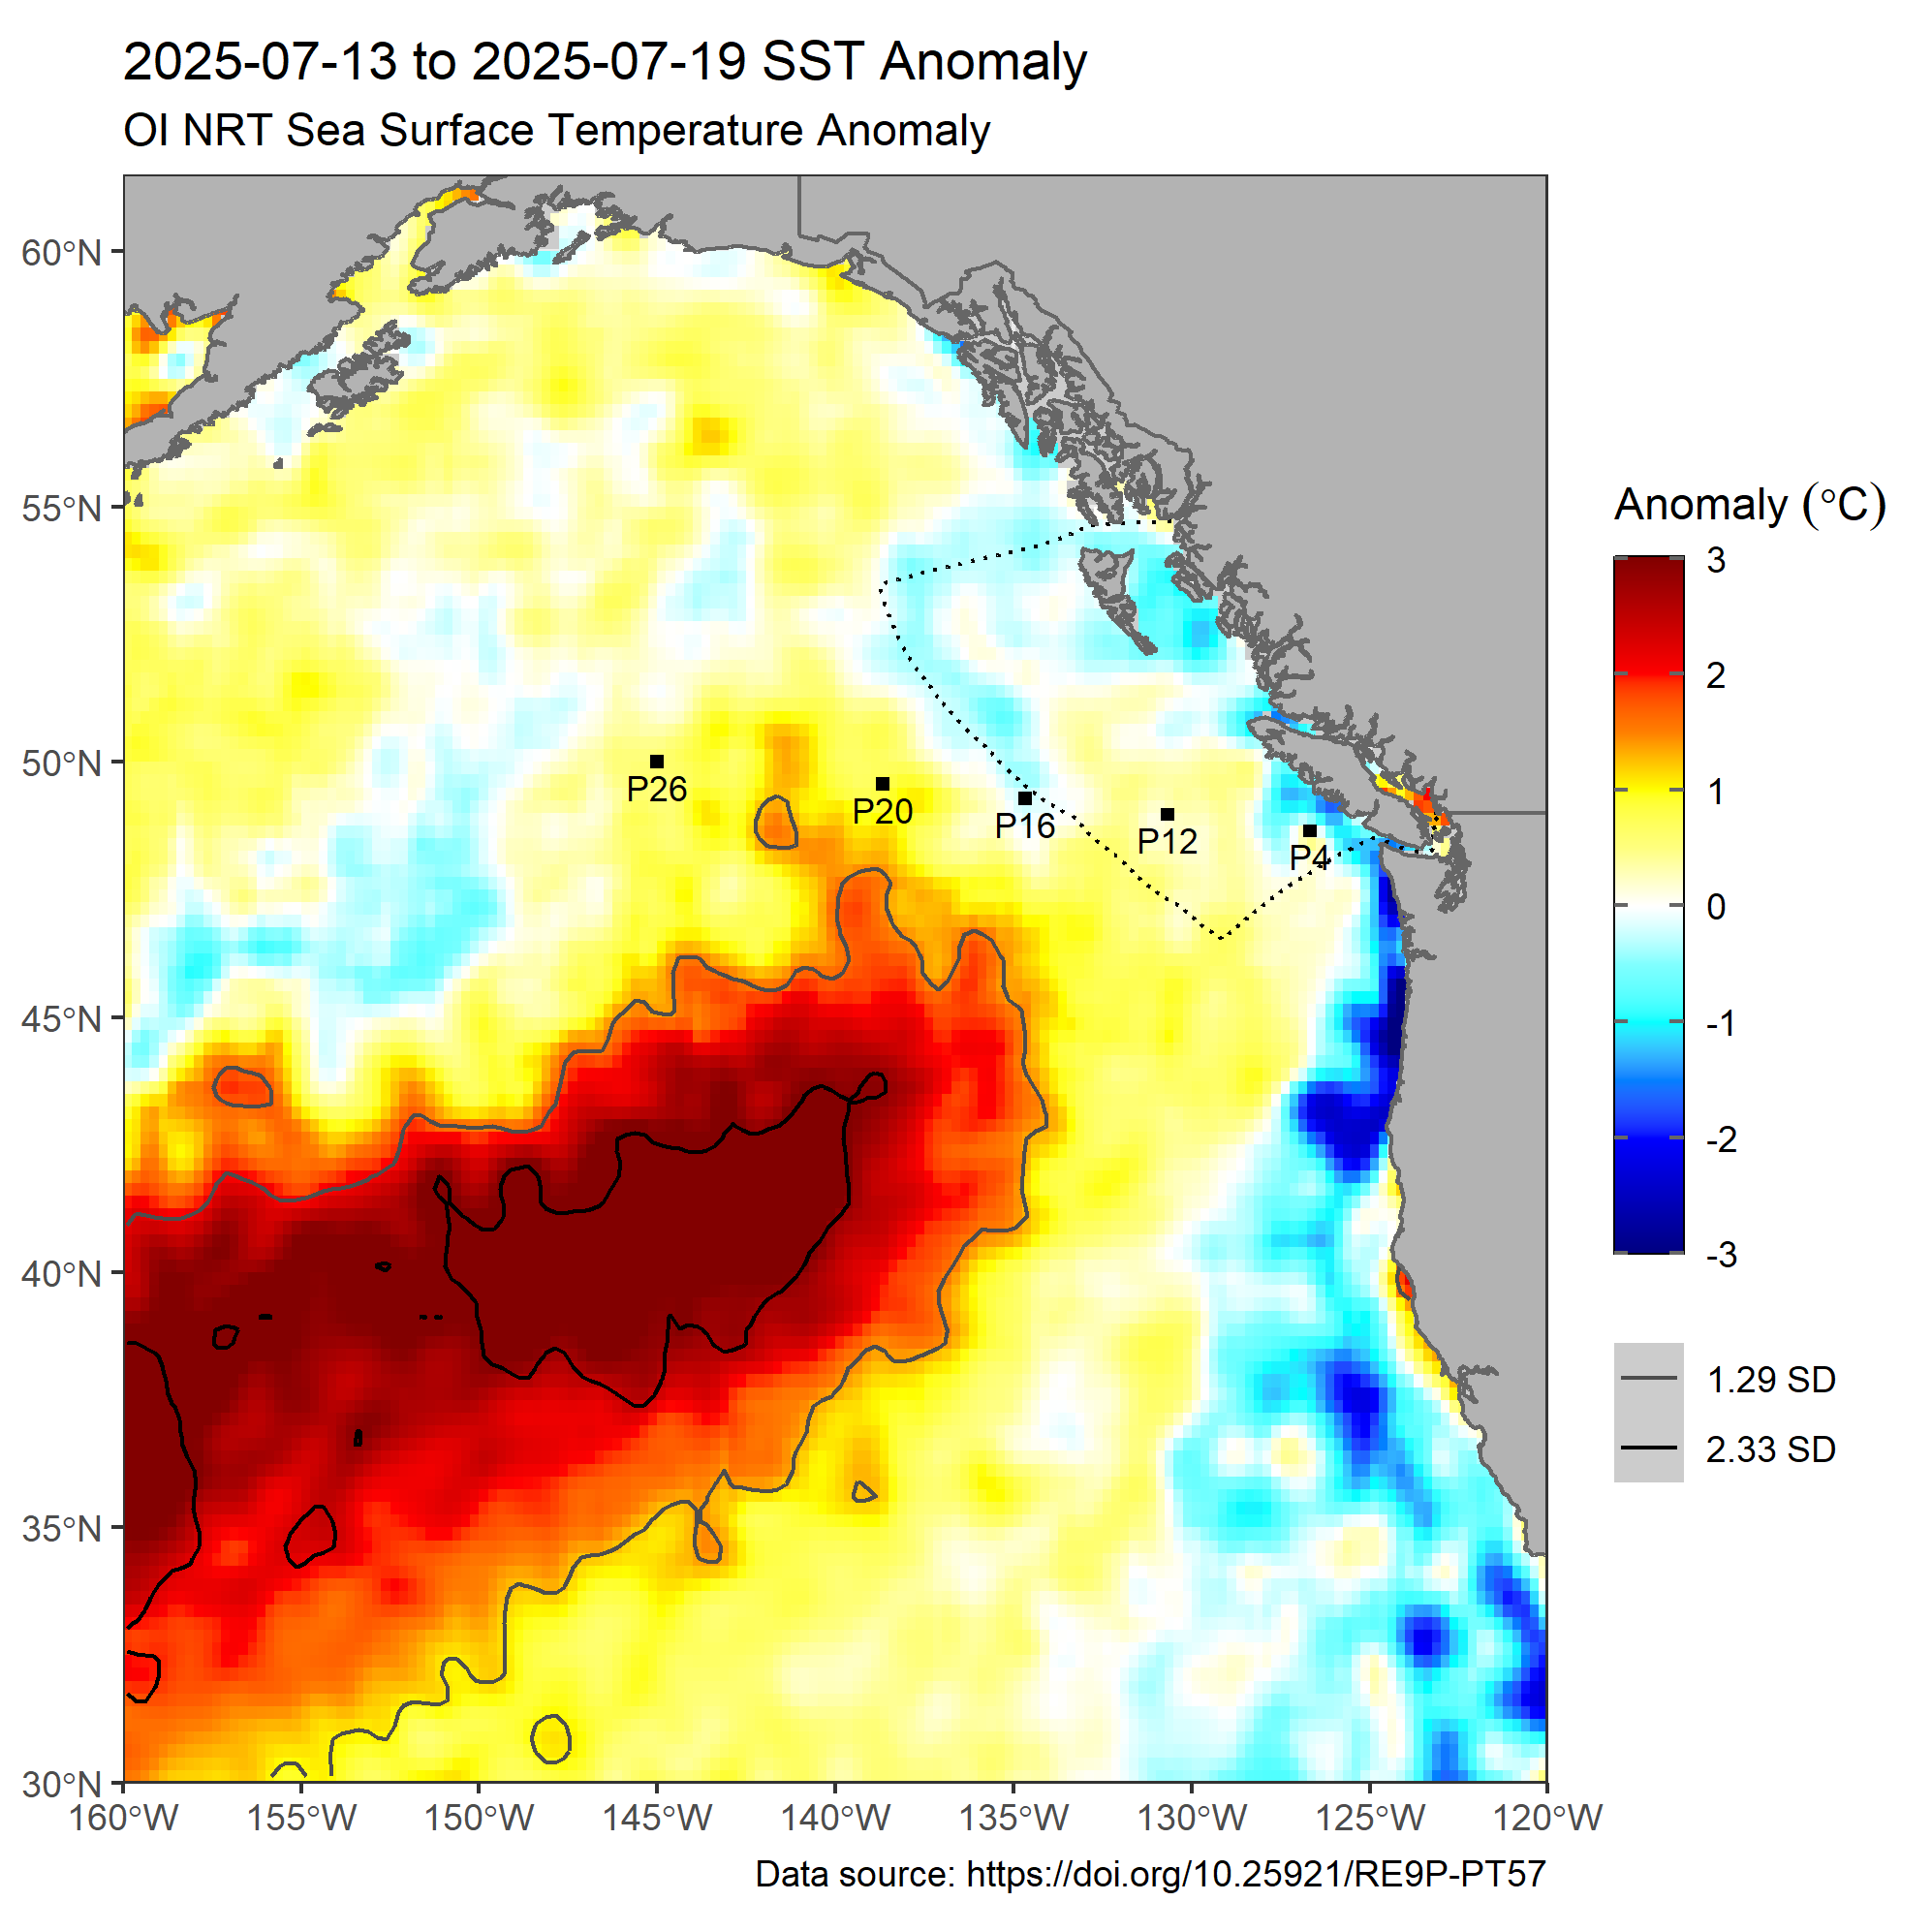 2025-07-13 to 2025-07-19 SST Anomaly
OI NRT Sea Surface Temperature Anomaly
60°N
55°N
50°N
45°N
40°N
35°N
30°N
P26
P20
P16
P12
P4
160°W
155°W
150°W
145°W
140°W
135°W
130°W
125°W
120°W
Anomaly (°C)
3
2
1
0
-1
-2
-3
1.29 SD
2.33 SD
Data source: https://doi.org/10.25921/RE9P-PT57